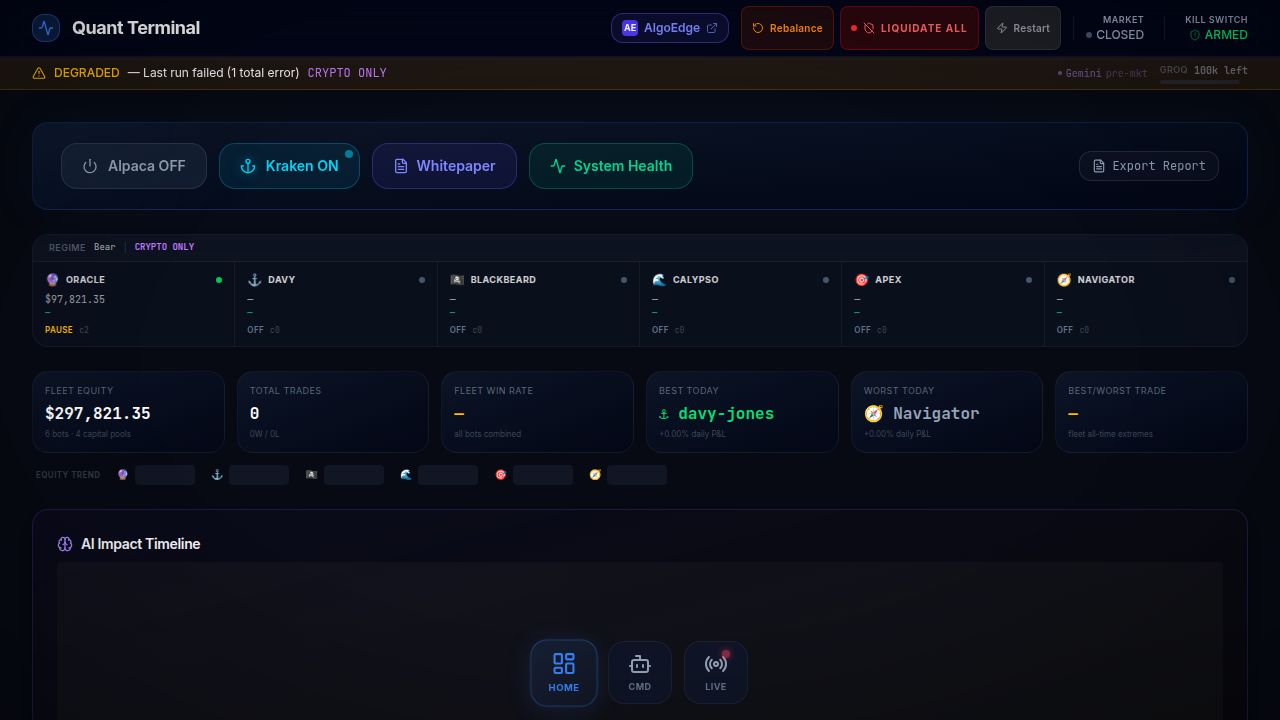 Quant Terminal
AE AlgoEdge
Rebalance
LIQUIDATE ALL
Restart
MARKET
CLOSED
KILL SWITCH
ARMED
DEGRADED — Last run failed (1 total error) CRYPTO ONLY
Gemini pre-mkt
GROQ 100k left
Alpaca OFF
Kraken ON
Whitepaper
System Health
Export Report
REGIME Bear CRYPTO ONLY
ORACLE
$97,821.35
—
PAUSE c2
DAVY
—
—
OFF c0
BLACKBEARD
—
—
OFF c0
CALYPSO
—
—
OFF c0
APEX
—
—
OFF c0
NAVIGATOR
—
—
OFF c0
FLEET EQUITY
$297,821.35
6 bots · 4 capital pools
TOTAL TRADES
0
0W / 0L
FLEET WIN RATE
—
all bots combined
BEST TODAY
davy-jones
+0.00% daily P&L
WORST TODAY
Navigator
+0.00% daily P&L
BEST/WORST TRADE
—
fleet all-time extremes
EQUITY TREND
AI Impact Timeline
HOME
CMD
LIVE